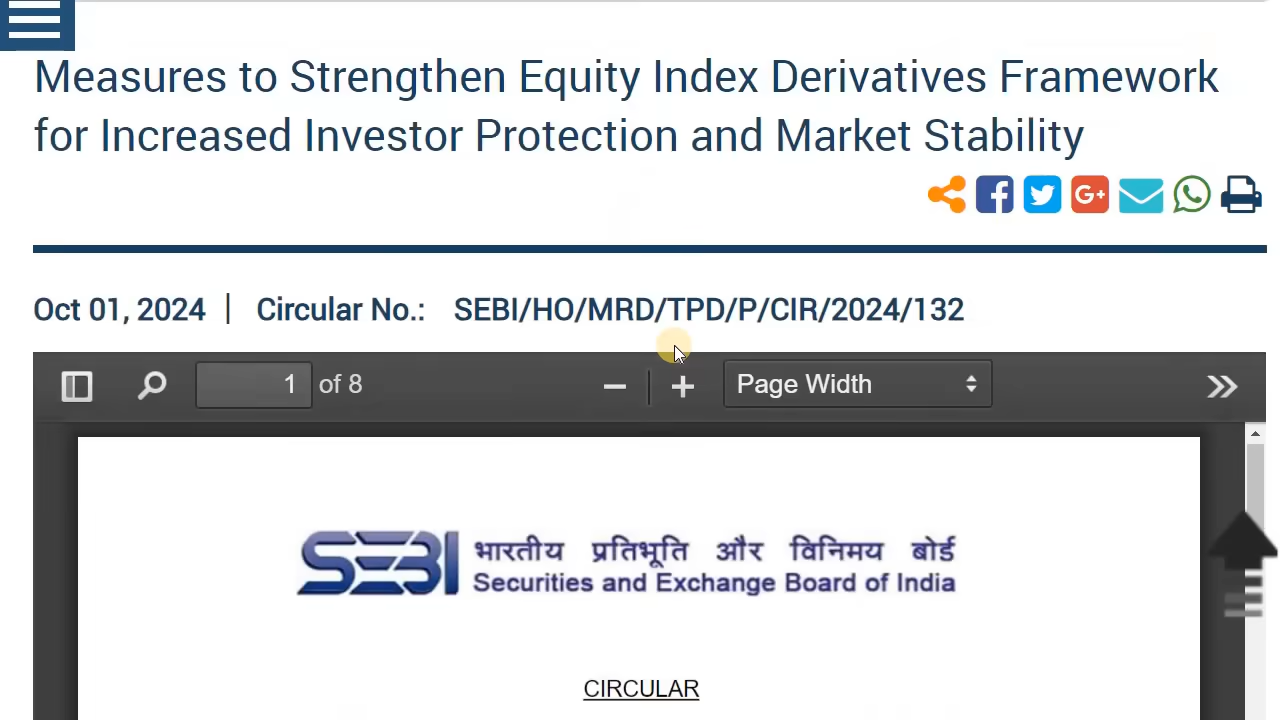 Measures to Strengthen Equity Index Derivatives Framework
for Increased Investor Protection and Market Stability
Oct 01, 2024 | Circular No.: SEBI/HO/MRD/TPD/P/CIR/2024/132
1 of 8
Page Width
SEBI
भारतीय प्रतिभूति और विनिमय बोर्ड
Securities and Exchange Board of India
CIRCULAR